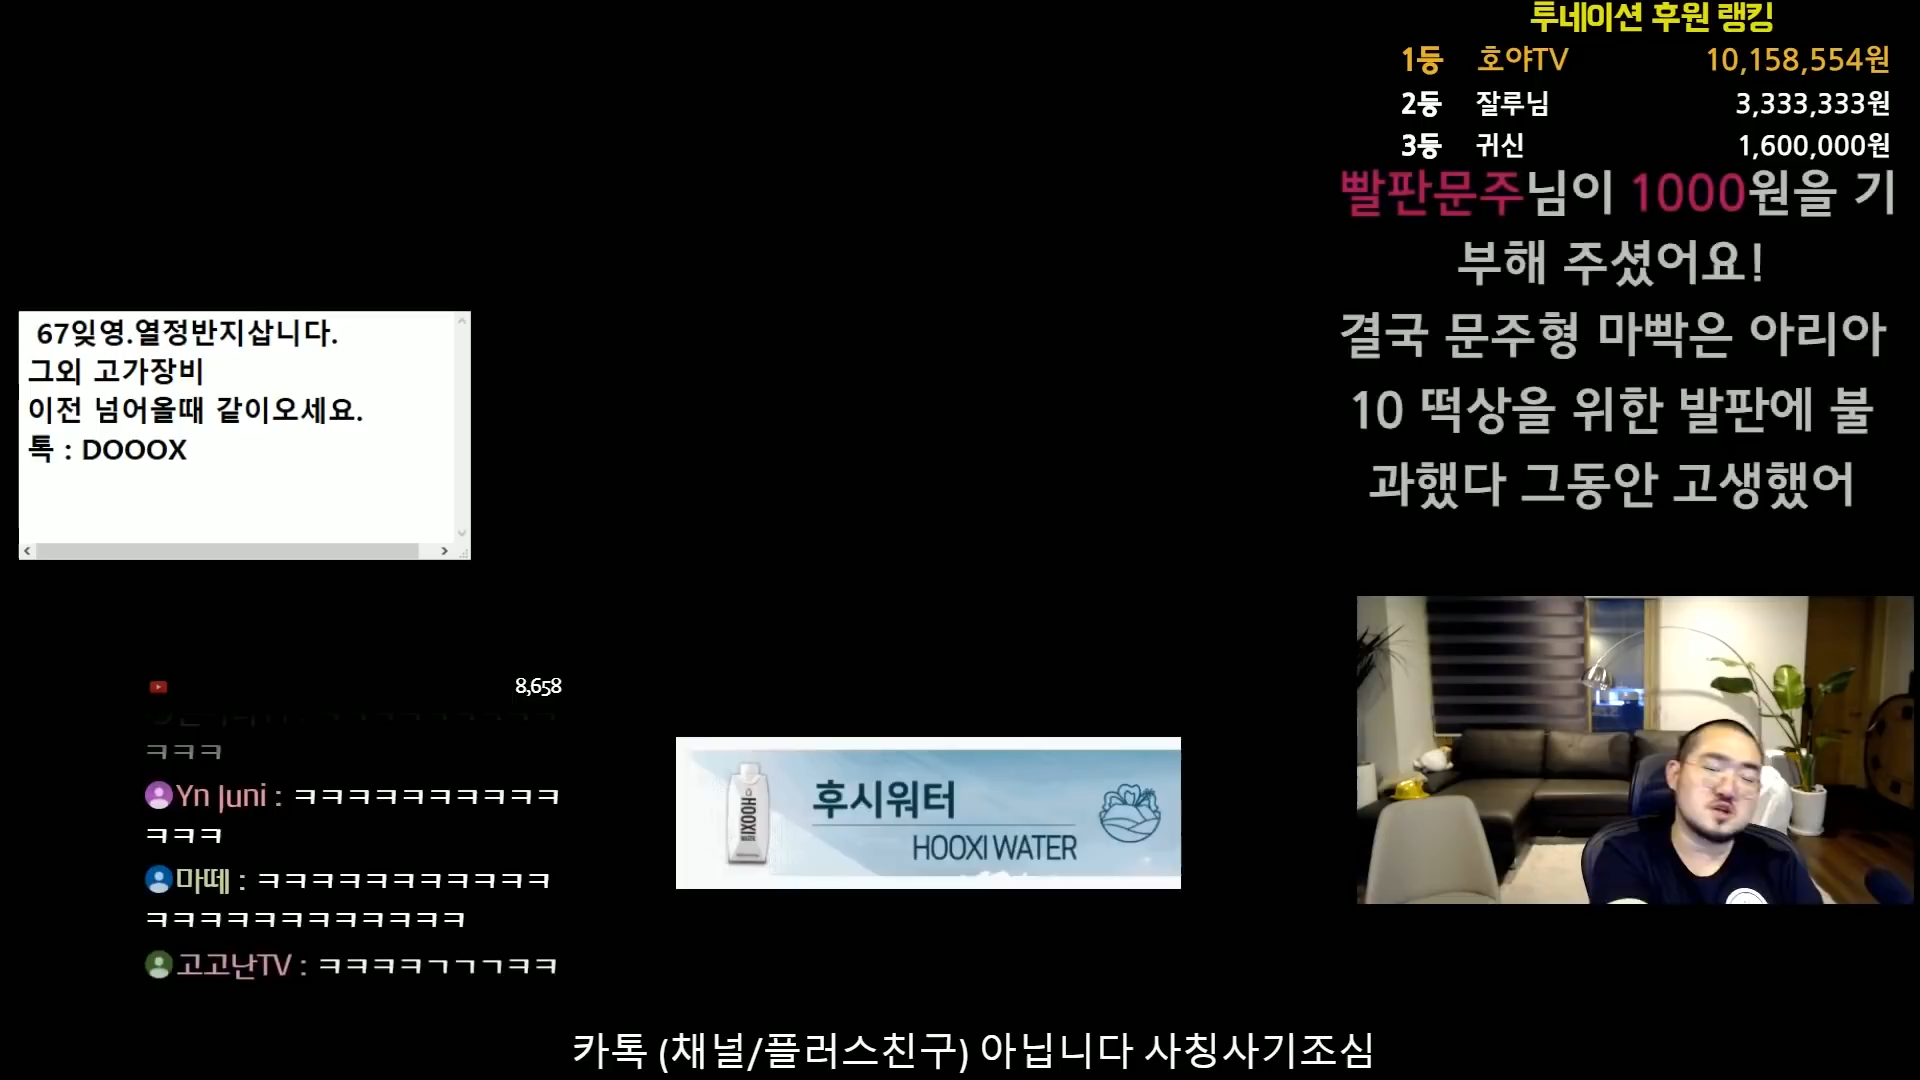 투네이션 후원 랭킹
1등 호야TV 10,158,554원
2등 잘루님 3,333,333원
3등 귀신 1,600,000원
빨판문주님이 1000원을 기
부해 주셨어요!
결국 문주형 마빡은 아리아
10 떡상을 위한 발판에 불
과했다 그동안 고생했어
67잊영.열정반지삽니다.
그외 고가장비
이전 넘어올때 같이오세요.
톡 : DOOOX
8,658
ㅋㅋㅋ
Yn Juni : ㅋㅋㅋㅋㅋㅋㅋㅋㅋㅋ
ㅋㅋㅋ
마떼 : ㅋㅋㅋㅋㅋㅋㅋㅋㅋㅋㅋ
ㅋㅋㅋㅋㅋㅋㅋㅋㅋㅋㅋㅋ
고고난TV : ㅋㅋㅋㅋㄱㄱㄱㅋㅋ
HOOXI WATER
후시워터
HOOXI WATER
카톡 (채널/플러스친구) 아닙니다 사칭사기조심